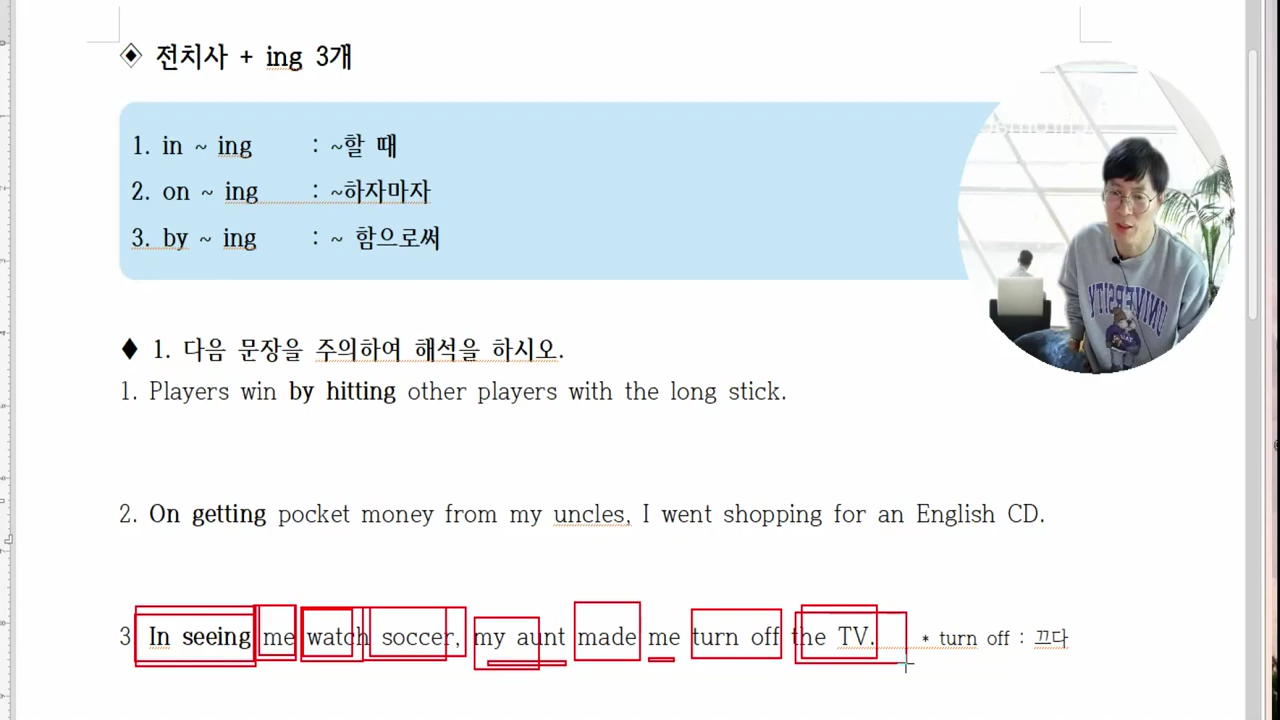 전치사 + ing 3개
1. in ~ ing : ~할 때
2. on ~ ing : ~하자마자
3. by ~ ing : ~ 함으로써
1. 다음 문장을 주의하여 해석을 하시오.
1. Players win by hitting other players with the long stick.
2. On getting pocket money from my uncles, I went shopping for an English CD.
3 In seeing me watch soccer, my aunt made me turn off the TV. * turn off : 끄다
UNIVERSITY